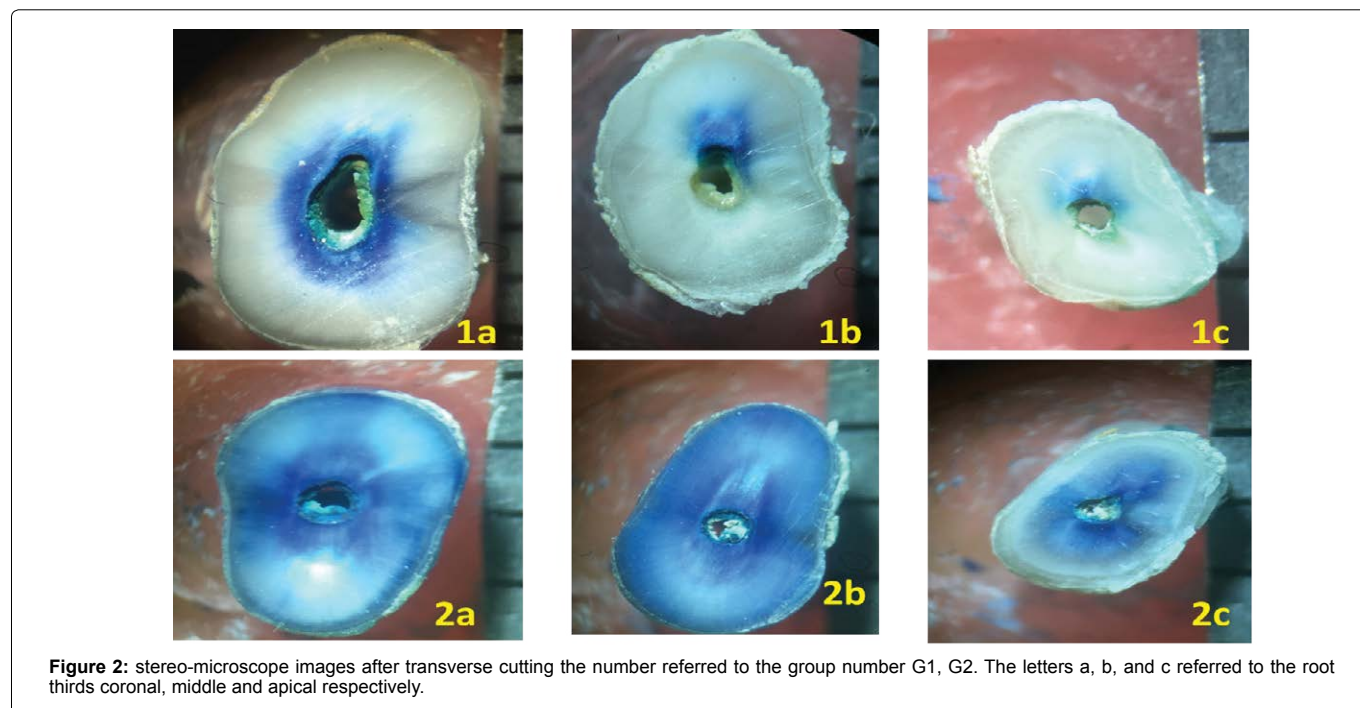 1a
1b
1c
2a
2b
2c
Figure 2: stereo-microscope images after transverse cutting the number referred to the group number G1, G2. The letters a, b, and c referred to the root
thirds coronal, middle and apical respectively.